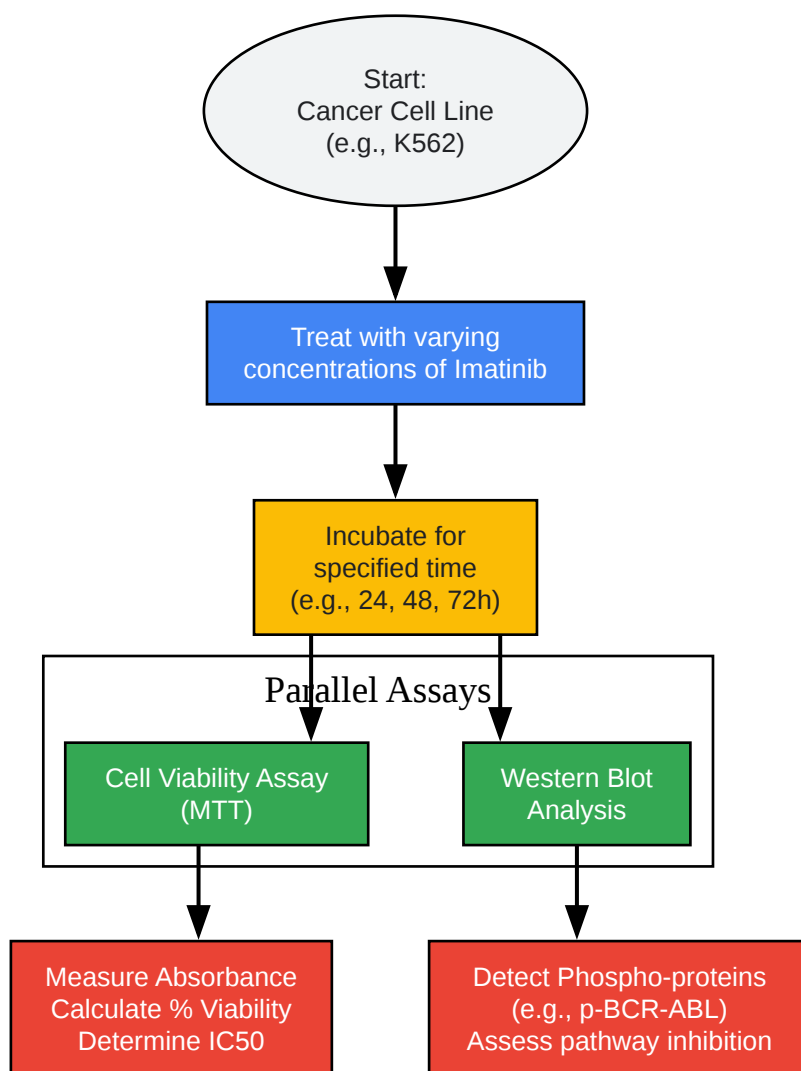 Start:
Cancer Cell Line
(e.g., K562)
Treat with varying
concentrations of Imatinib
Incubate for
specified time
(e.g., 24, 48, 72h)
Parallel Assays
Cell Viability Assay
(MTT)
Western Blot
Analysis
Measure Absorbance
Calculate % Viability
Determine IC50
Detect Phospho-proteins
(e.g., p-BCR-ABL)
Assess pathway inhibition